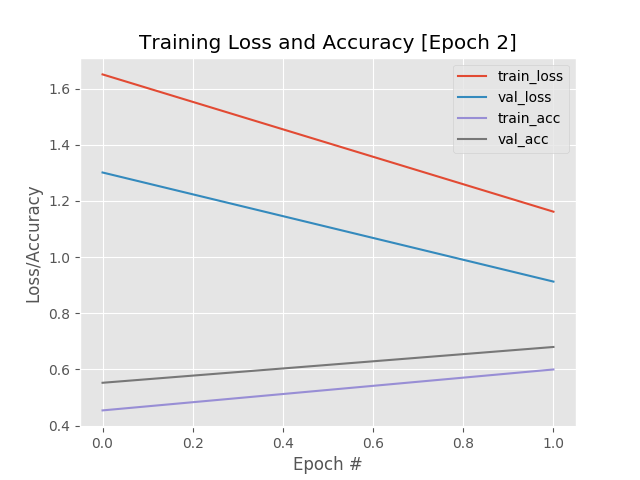 Training Loss and Accuracy [Epoch 2]
train_loss
val_loss
train_acc
val_acc
Loss/Accuracy
1.6
1.4
1.2
1.0
0.8
0.6
0.4
0.0 0.2 0.4 0.6 0.8 1.0
Epoch #